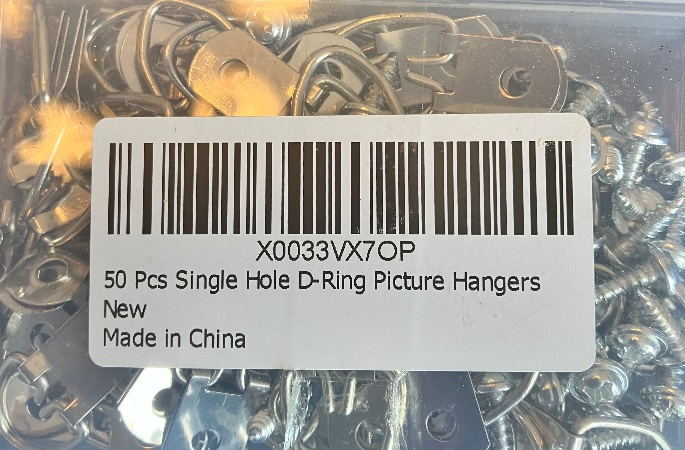 X0033VX7OP
50 Pcs Single Hole D-Ring Picture Hangers
New
Made in China